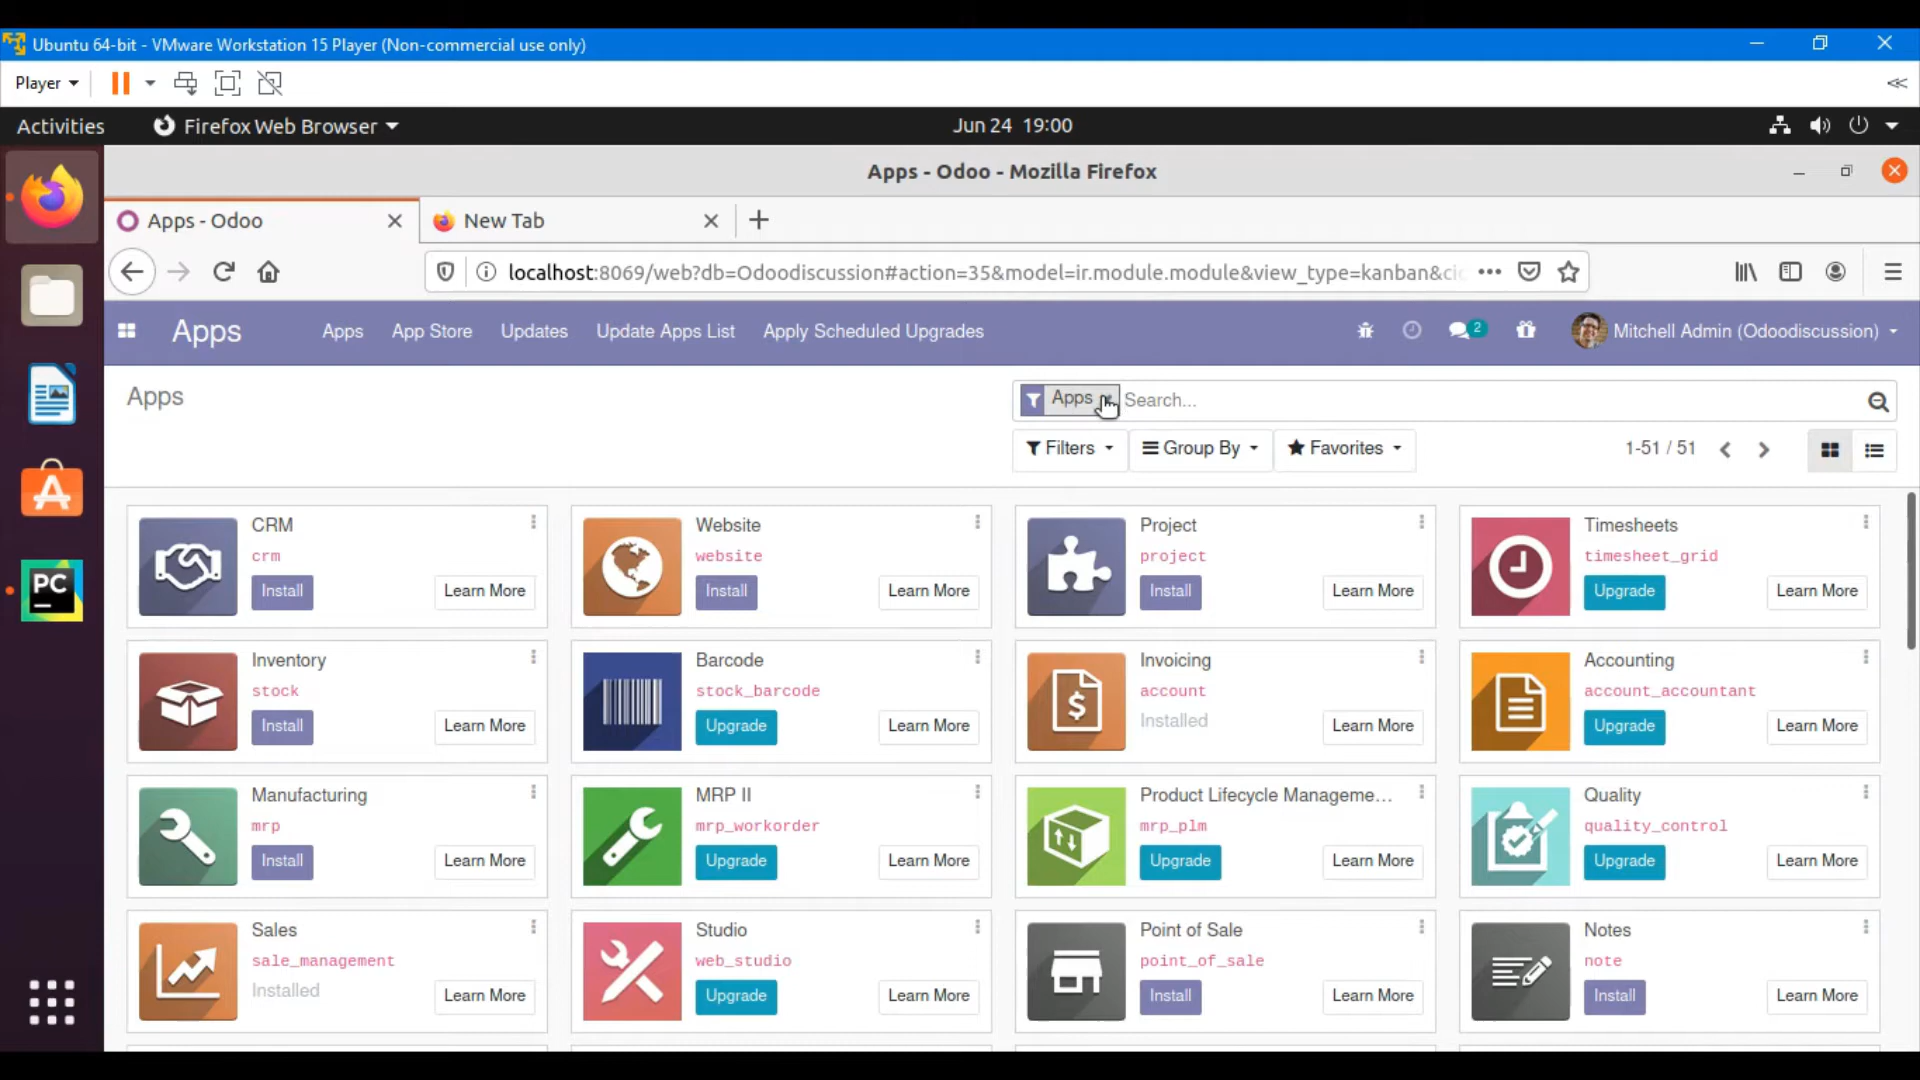 Ubuntu 64-bit - VMware Workstation 15 Player (Non-commercial use only)
Player
Activities
Firefox Web Browser
Jun 24 19:00
Apps - Odoo - Mozilla Firefox
Apps - Odoo
New Tab
localhost:8069/web?db=Odoodiscussion#action=35&model=ir.module.module&view_type=kanban&
Apps
Apps
App Store
Updates
Update Apps List
Apply Scheduled Upgrades
2
Mitchell Admin (Odoodiscussion)
Apps
Apps
Search...
Filters
Group By
Favorites
1-51 / 51
CRM
crm
Install
Learn More
Website
website
Install
Learn More
Project
project
Install
Learn More
Timesheets
timesheet_grid
Upgrade
Learn More
Inventory
stock
Install
Learn More
Barcode
stock_barcode
Upgrade
Learn More
Invoicing
account
Installed
Learn More
Accounting
account_accountant
Upgrade
Learn More
PC
Manufacturing
mrp
Install
Learn More
MRP II
mrp_workorder
Upgrade
Learn More
Product Lifecycle Manageme...
mrp_plm
Upgrade
Learn More
Quality
quality_control
Upgrade
Learn More
Sales
sale_management
Installed
Learn More
Studio
web_studio
Upgrade
Learn More
Point of Sale
point_of_sale
Install
Learn More
Notes
note
Install
Learn More